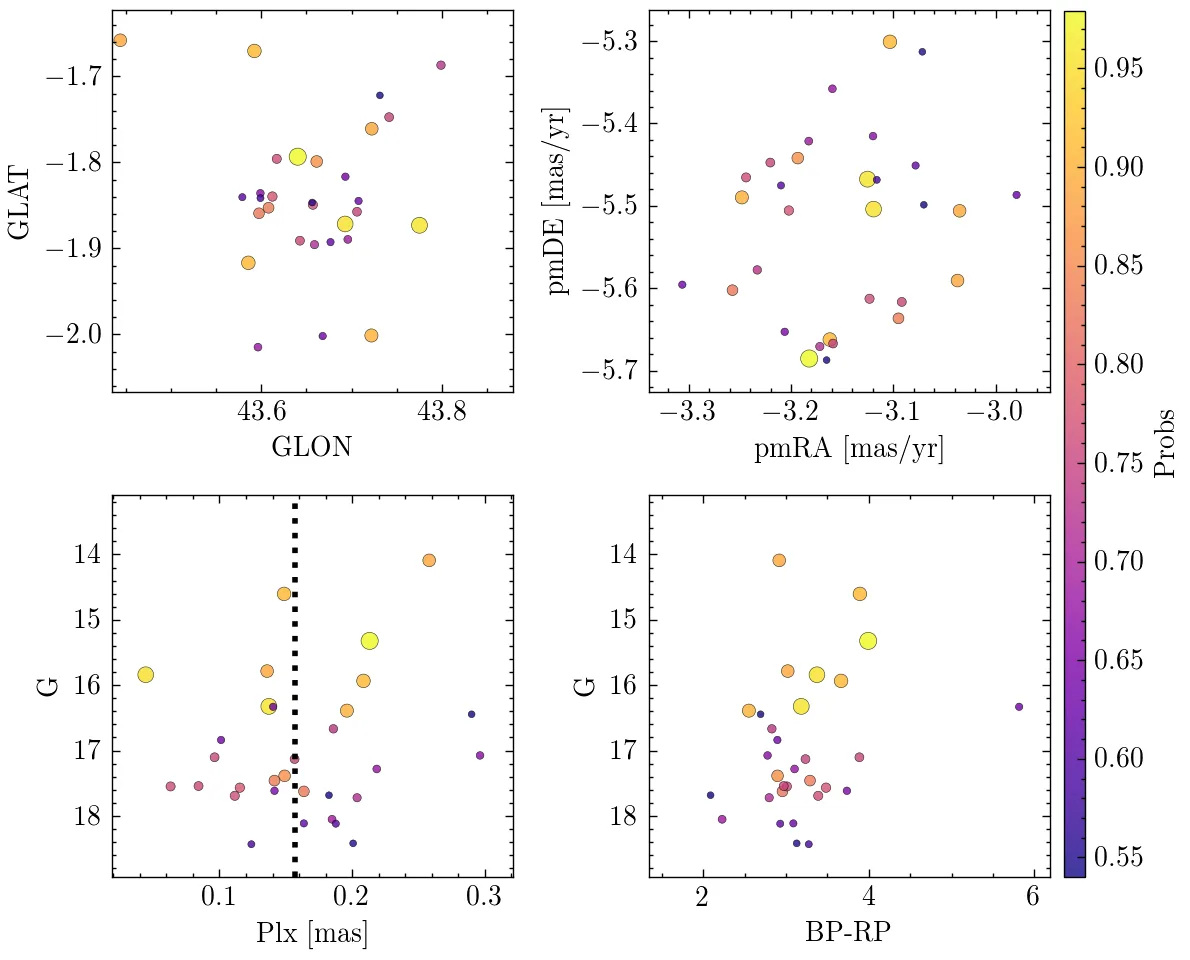 −1.7
−1.8
−1.9
−2.0
GLAT
43.6 43.8
GLON
−5.3
−5.4
−5.5
−5.6
−5.7
pmDE [mas/yr]
−3.3 −3.2 −3.1 −3.0
pmRA [mas/yr]
14
15
16
17
18
G
0.1 0.2 0.3
Plx [mas]
14
15
16
17
18
G
2 4 6
BP-RP
0.95
0.90
0.85
0.80
0.75
0.70
0.65
0.60
0.55
Probs